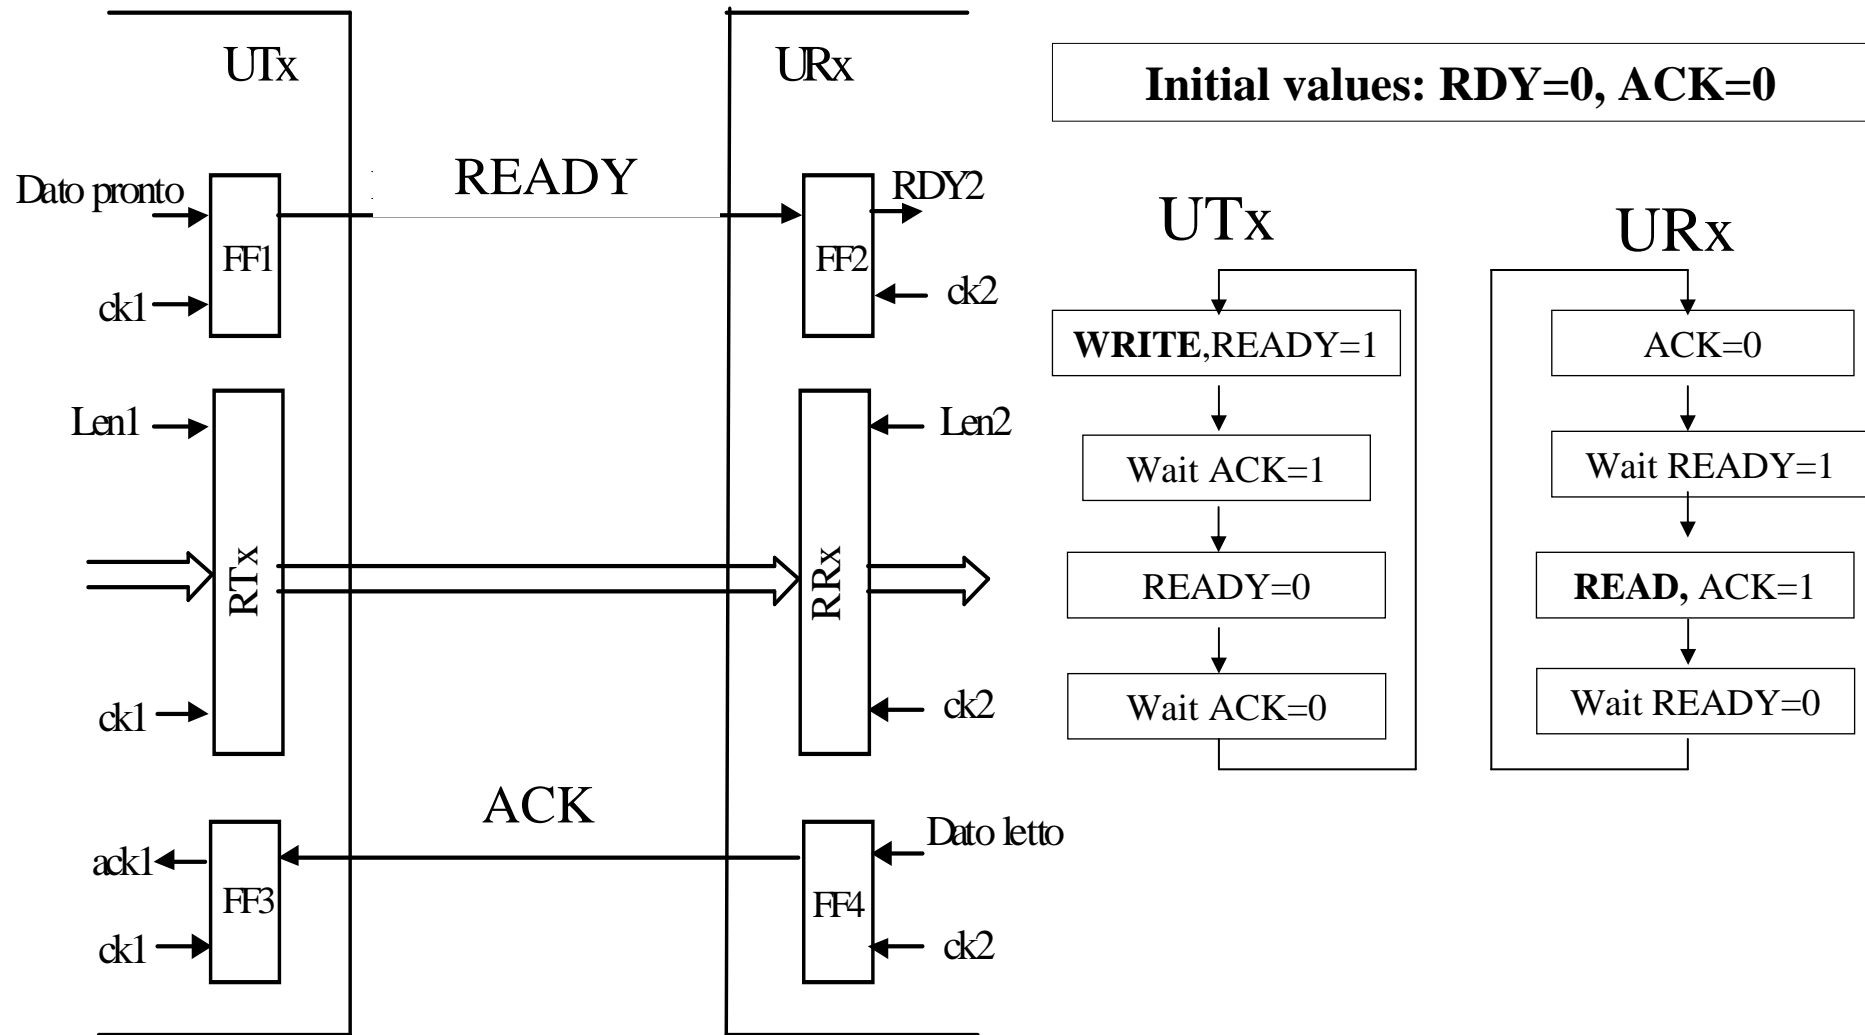 UTx
URx
Initial values: RDY=0, ACK=0
READY
Dato pronto
RDY2
FF1
FF2
ck1
ck2
Len1
Len2
RTx
RRx
ck1
ck2
ACK
Dato letto
ack1
FF3
FF4
ck1
ck2
UTx
WRITE,READY=1
Wait ACK=1
READY=0
Wait ACK=0
URx
ACK=0
Wait READY=1
READ, ACK=1
Wait READY=0